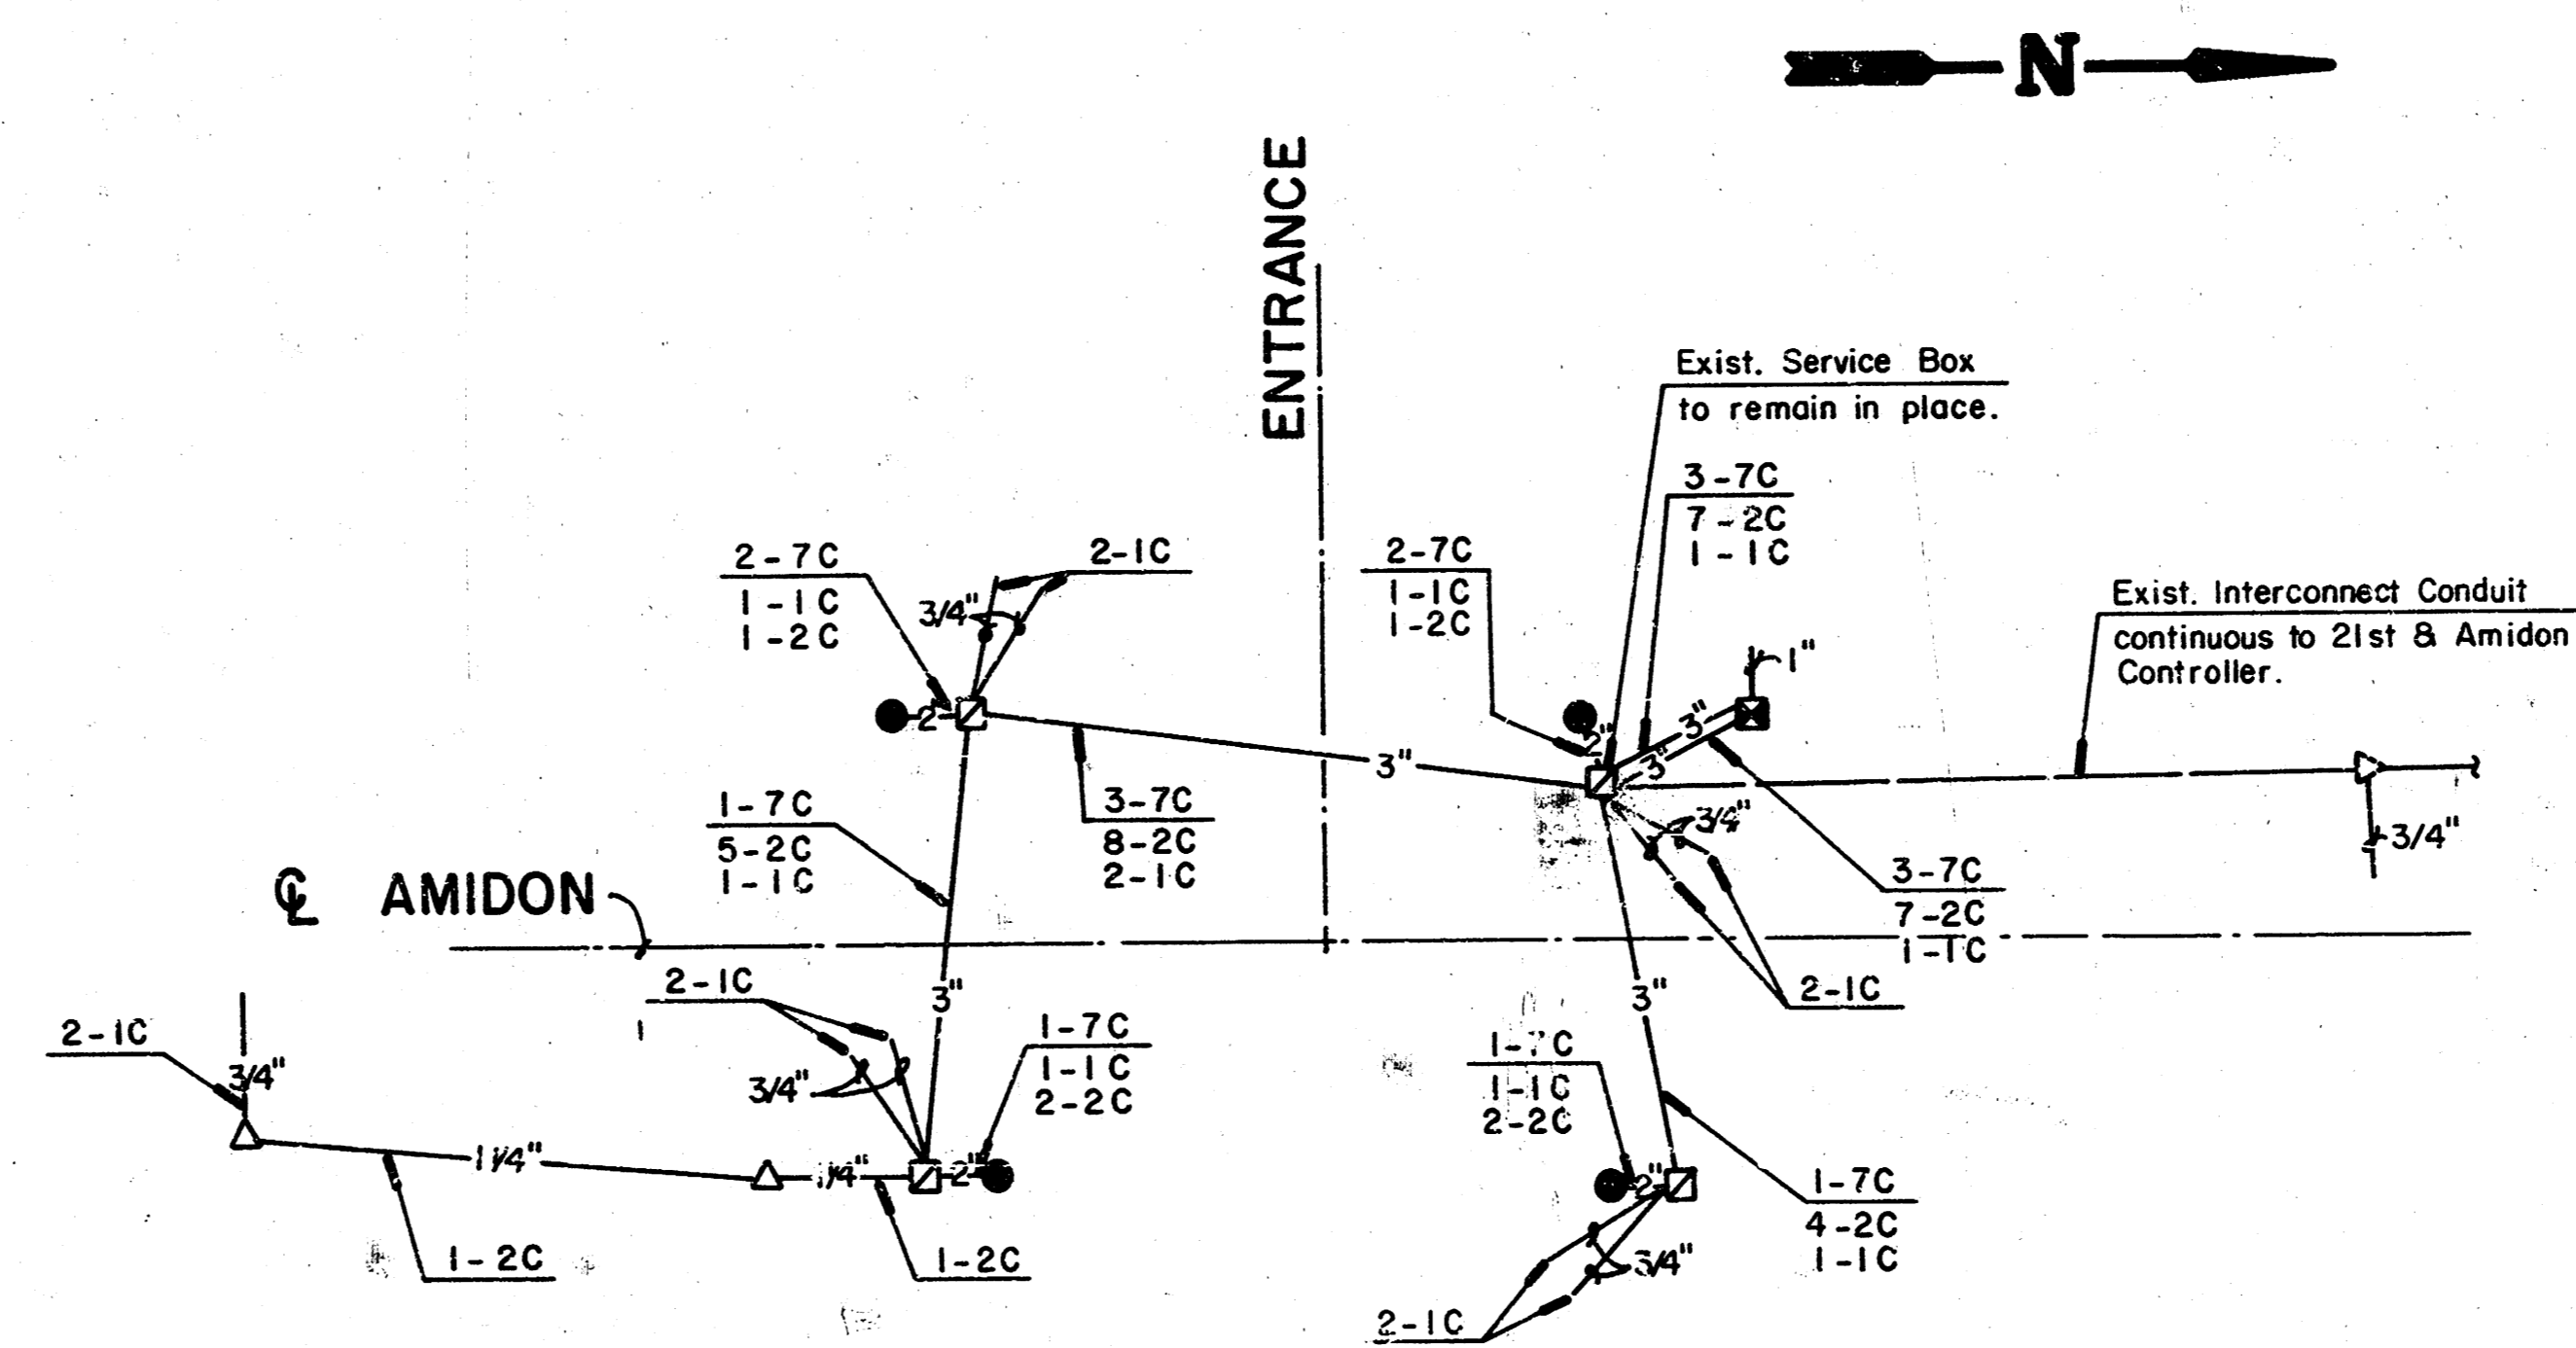 N
ENTRANCE
Exist. Service Box
to remain in place.
3-7C
7-2C
1-1C
2-7C
1-1C
1-2C
2-1C
3/4"
2-7C
1-1C
1-2C
Exist. Interconnect Conduit
continuous to 21st & Amidon
Controller.
1"
2"
2"
3"
3"
3"
3/4"
3/4"
1-7C
5-2C
1-1C
3-7C
8-2C
2-1C
3-7C
7-2C
1-1C
℄ AMIDON
2-1C
2-1C
3"
3"
2-1C
3/4"
3/4"
1-7C
1-1C
2-2C
1-7C
1-1C
2-2C
1 1/4"
1/4"
2"
2"
1-7C
4-2C
1-1C
1-2C
1-2C
3/4"
2-1C